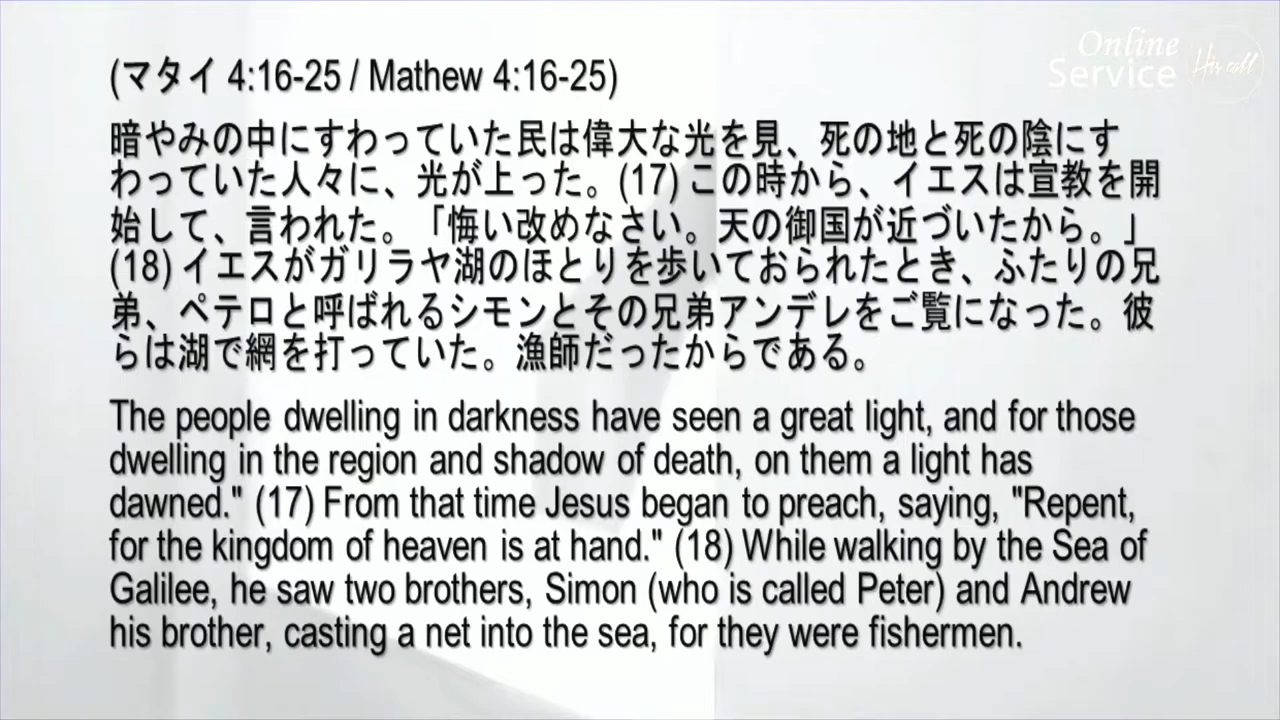 Online
Service
His call
(マタイ 4:16-25 / Mathew 4:16-25)
暗やみの中にすわっていた民は偉大な光を見、死の地と死の陰にす
わっていた人々に、光が上った。(17) この時から、イエスは宣教を開
始して、言われた。「悔い改めなさい。天の御国が近づいたから。」
(18) イエスがガリラヤ湖のほとりを歩いておられたとき、ふたりの兄
弟、ペテロと呼ばれるシモンとその兄弟アンデレをご覧になった。彼
らは湖で網を打っていた。漁師だったからである。
The people dwelling in darkness have seen a great light, and for those
dwelling in the region and shadow of death, on them a light has
dawned." (17) From that time Jesus began to preach, saying, "Repent,
for the kingdom of heaven is at hand." (18) While walking by the Sea of
Galilee, he saw two brothers, Simon (who is called Peter) and Andrew
his brother, casting a net into the sea, for they were fishermen.